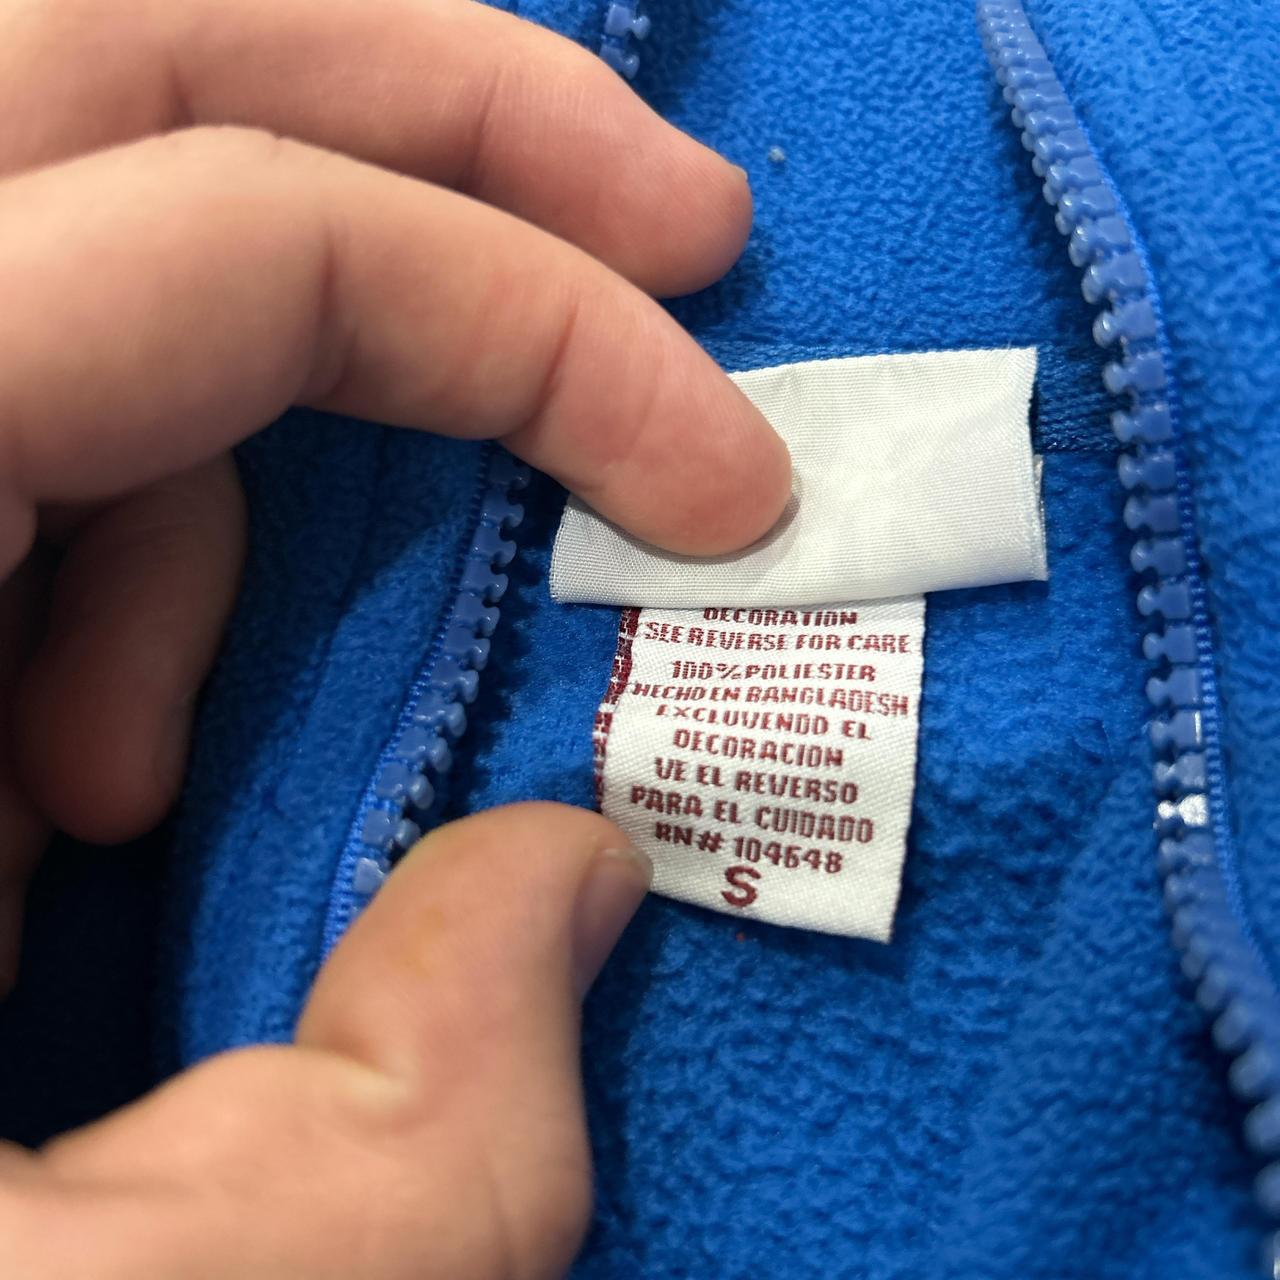 DECORATION
SEE REVERSE FOR CARE
100% POLIESTER
HECHO EN BANGLADESH
EXCLUYENDO EL
DECORACION
VE EL REVERSO
PARA EL CUIDADO
RN# 104648
S